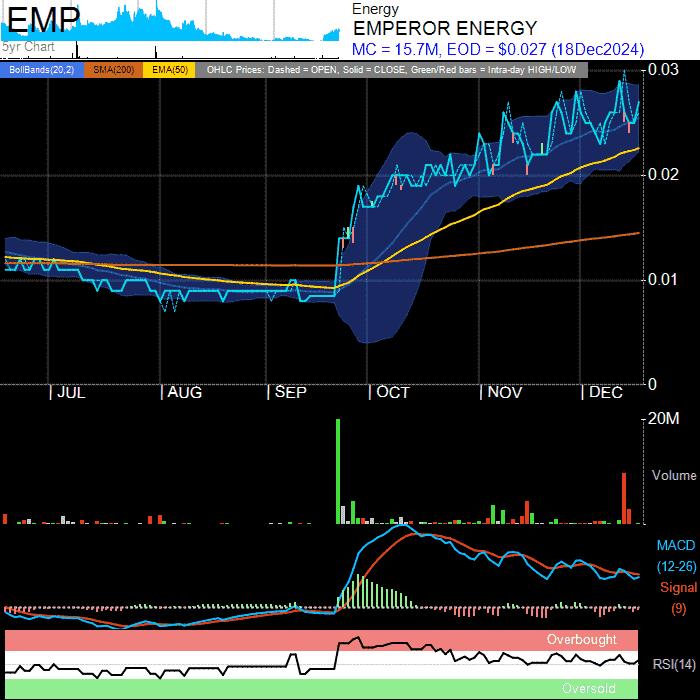 EMP
5yr Chart
Energy
EMPEROR ENERGY
MC = 15.7M, EOD = $0.027 (18Dec2024)
BollBands(20,2) SMA(200) EMA(50) OHLC Prices: Dashed = OPEN, Solid = CLOSE, Green/Red bars = Intra-day HIGH/LOW
0.03
0.02
0.01
0
JUL AUG SEP OCT NOV DEC
20M
Volume
MACD
(12-26)
Signal
(9)
Overbought
RSI(14)
Oversold